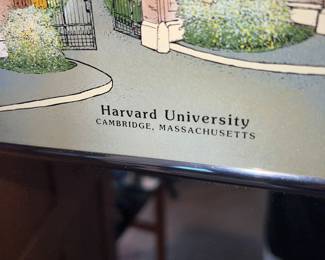 Harvard University
CAMBRIDGE, MASSACHUSETTS